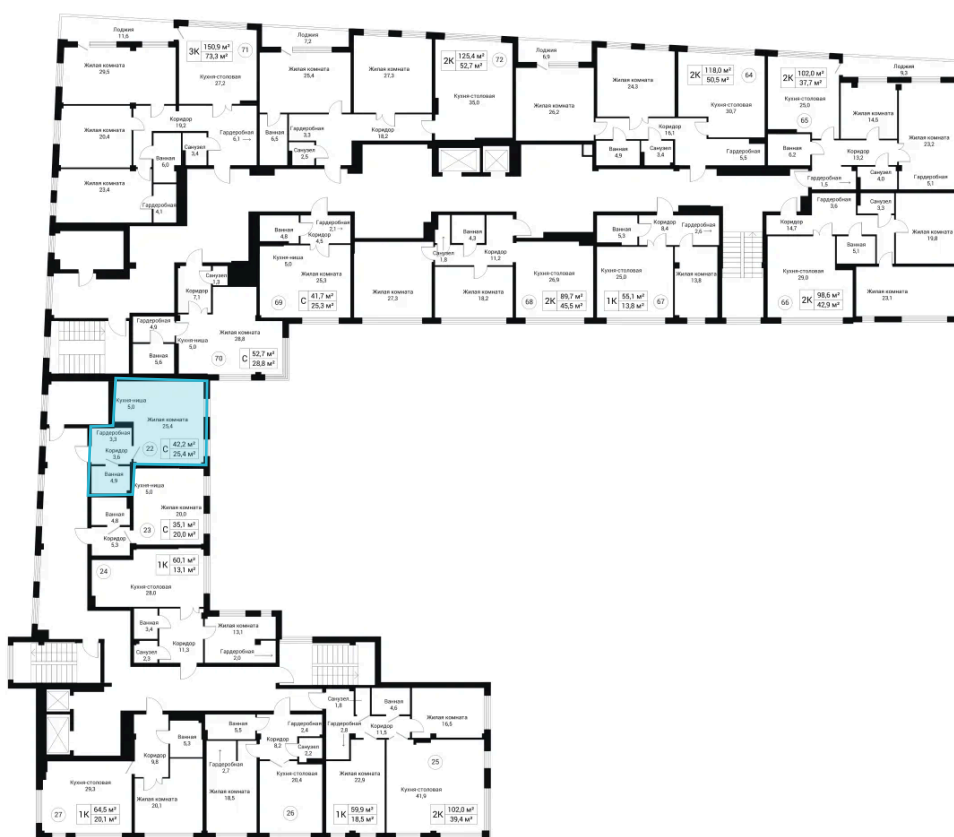 Лоджия
11,6
3К 150,9 м²
73,3 м²
71
Жилая комната
29,5
Кухня-столовая
27,2
Коридор
19,2
Жилая комната
20,4
Ванная
6,0
Санузел
3,4
Гардеробная
6,1
Жилая комната
23,4
Гардеробная
4,1
Лоджия
7,2
Жилая комната
25,4
Жилая комната
27,3
2К 125,4 м²
52,7 м²
72
Кухня-столовая
35,0
Ванная
6,5
Гардеробная
3,3
Санузел
2,5
Коридор
18,2
Лоджия
6,9
Жилая комната
26,2
Жилая комната
24,3
2К 118,0 м²
50,5 м²
64
Кухня-столовая
30,7
Коридор
16,1
Ванная
4,9
Санузел
3,4
Гардеробная
5,5
2К 102,0 м²
37,7 м²
Кухня-столовая
25,0
65
Лоджия
9,3
Жилая комната
14,5
Жилая комната
23,2
Ванная
6,2
Коридор
13,2
Санузел
4,0
Гардеробная
1,5
Гардеробная
5,1
Ванная
4,8
Гардеробная
2,1
Коридор
4,5
Кухня-ниша
5,0
Жилая комната
25,3
69
С 41,7 м²
25,3 м²
Жилая комната
27,3
Санузел
1,8
Ванная
4,3
Коридор
11,2
Жилая комната
18,2
Кухня-столовая
26,9
68
2К 89,7 м²
45,5 м²
Ванная
5,3
Коридор
8,4
Гардеробная
2,6
Кухня-столовая
25,0
Жилая комната
13,8
1К 55,1 м²
13,8 м²
67
Коридор
14,7
Гардеробная
3,6
Санузел
3,3
Ванная
5,1
Жилая комната
19,8
Кухня-столовая
29,0
66
2К 98,6 м²
42,9 м²
Жилая комната
23,1
Санузел
1,3
Коридор
7,1
Гардеробная
4,9
Ванная
5,6
Кухня-ниша
5,0
Жилая комната
28,8
70
С 52,7 м²
28,8 м²
Кухня-ниша
5,0
Жилая комната
25,4
Гардеробная
3,3
Коридор
3,6
22
С 42,2 м²
25,4 м²
Ванная
4,9
Кухня-ниша
5,0
Жилая комната
20,0
Ванная
4,8
23
С 35,1 м²
20,0 м²
Коридор
5,3
24
1К 60,1 м²
13,1 м²
Кухня-столовая
28,0
Ванная
3,4
Санузел
2,3
Коридор
11,3
Жилая комната
13,1
Гардеробная
2,0
Кухня-столовая
29,3
27
1К 64,5 м²
20,1 м²
Коридор
9,8
Ванная
5,3
Жилая комната
20,1
Ванная
5,5
Гардеробная
2,4
Коридор
8,2
Санузел
2,2
Гардеробная
2,7
Жилая комната
18,5
Кухня-столовая
20,4
26
1К 59,9 м²
18,5 м²
Санузел
1,8
Ванная
4,6
Гардеробная
2,8
Коридор
11,5
Жилая комната
16,5
Жилая комната
22,9
25
Кухня-столовая
41,9
2К 102,0 м²
39,4 м²